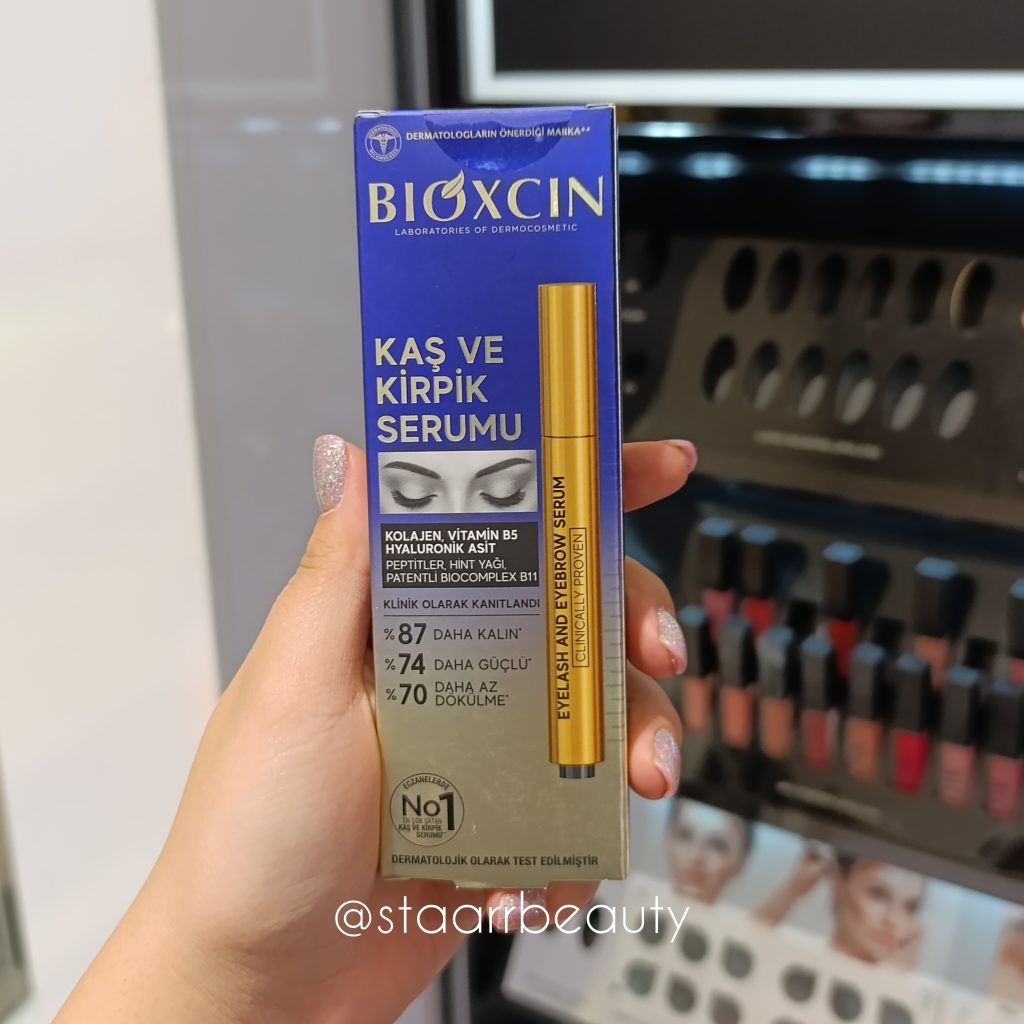 DERMATOLOGLARIN ÖNERDİĞİ MARKA**
BIOXCIN
LABORATORIES OF DERMOCOSMETIC
KAŞ VE
KİRPİK
SERUMU
KOLAJEN, VİTAMİN B5
HYALURONİK ASİT
PEPTİTLER, HİNT YAĞI,
PATENTLİ BIOCOMPLEX B11
KLİNİK OLARAK KANITLANDI
%87 DAHA KALIN*
%74 DAHA GÜÇLÜ*
%70 DAHA AZ
DÖKÜLME*
EYELASH AND EYEBROW SERUM
CLINICALLY PROVEN
ECZANELERDE
No1
EN ÇOK SATAN
KAŞ VE KİRPİK
SERUMU
DERMATOLOJİK OLARAK TEST EDİLMİŞTİR
@staarrbeauty